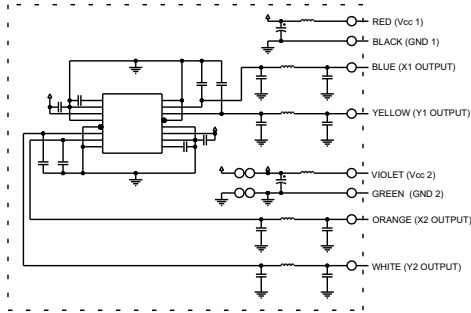 RED (Vcc 1)
BLACK (GND 1)
BLUE (X1 OUTPUT)
YELLOW (Y1 OUTPUT)
VIOLET (Vcc 2)
GREEN (GND 2)
ORANGE (X2 OUTPUT)
WHITE (Y2 OUTPUT)